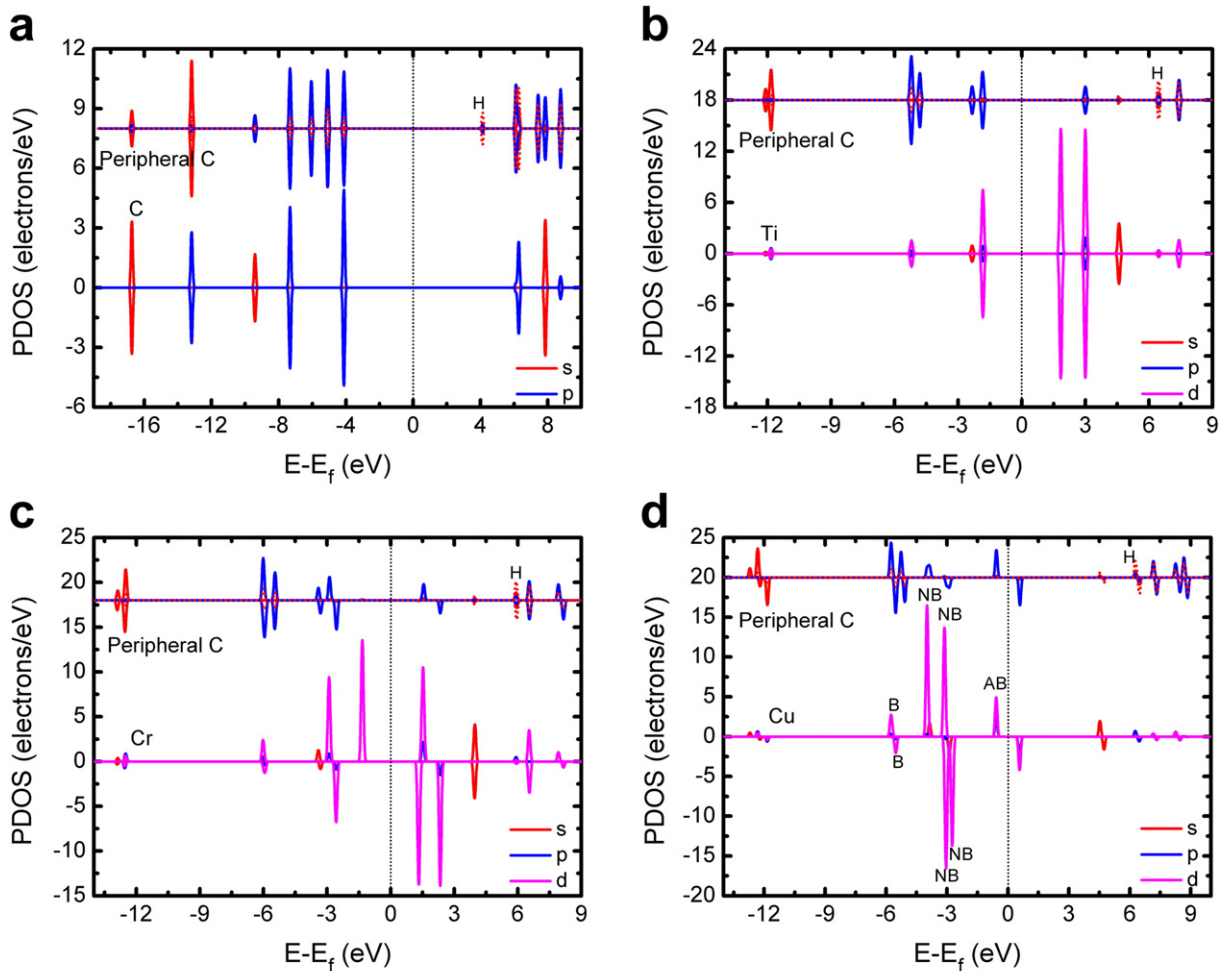 a
12
9
6
3
0
-3
-6
H
Peripheral C
C
s
p
-16 -12 -8 -4 0 4 8
E-Ef (eV)
PDOS (electrons/eV)
b
24
18
12
6
0
-6
-12
-18
H
Peripheral C
Ti
s
p
d
-12 -9 -6 -3 0 3 6 9
E-Ef (eV)
PDOS (electrons/eV)
c
25
20
15
10
5
0
-5
-10
-15
H
Peripheral C
Cr
s
p
d
-12 -9 -6 -3 0 3 6 9
E-Ef (eV)
PDOS (electrons/eV)
d
25
20
15
10
5
0
-5
-10
-15
-20
H
Peripheral C
NB
NB
B
AB
Cu
B
NB
NB
s
p
d
-12 -9 -6 -3 0 3 6 9
E-Ef (eV)
PDOS (electrons/eV)